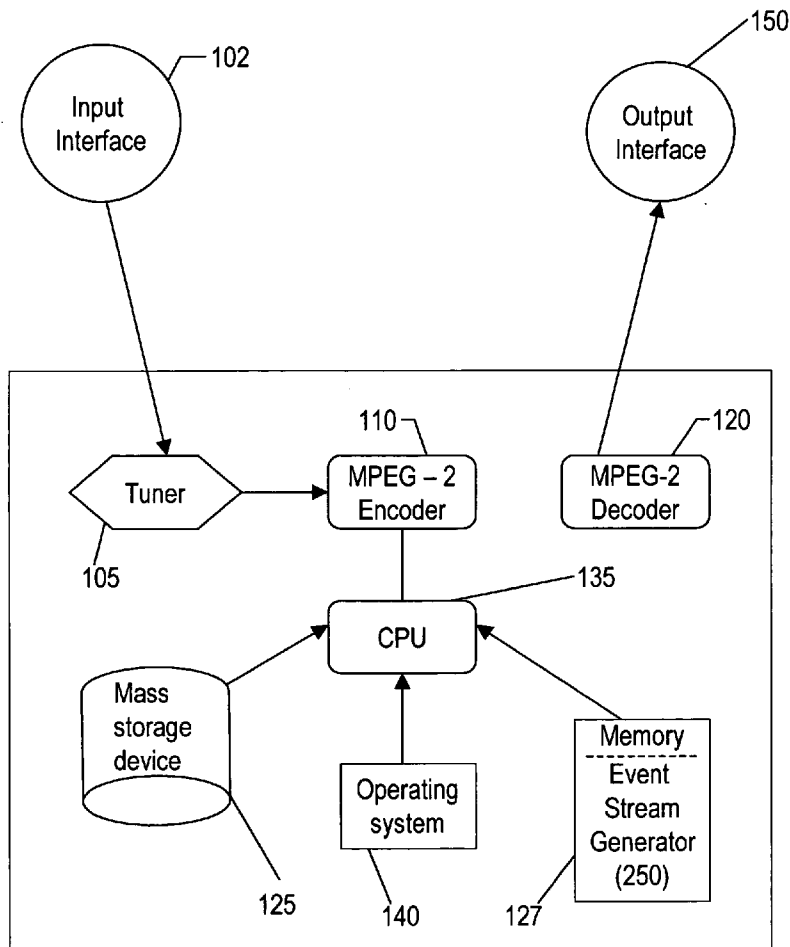 150
102
Input
Interface
Output
Interface
110
120
Tuner
MPEG – 2
Encoder
MPEG-2
Decoder
105
135
CPU
Mass
storage
device
Memory
Event
Stream
Generator
(250)
Operating
system
125
140
127